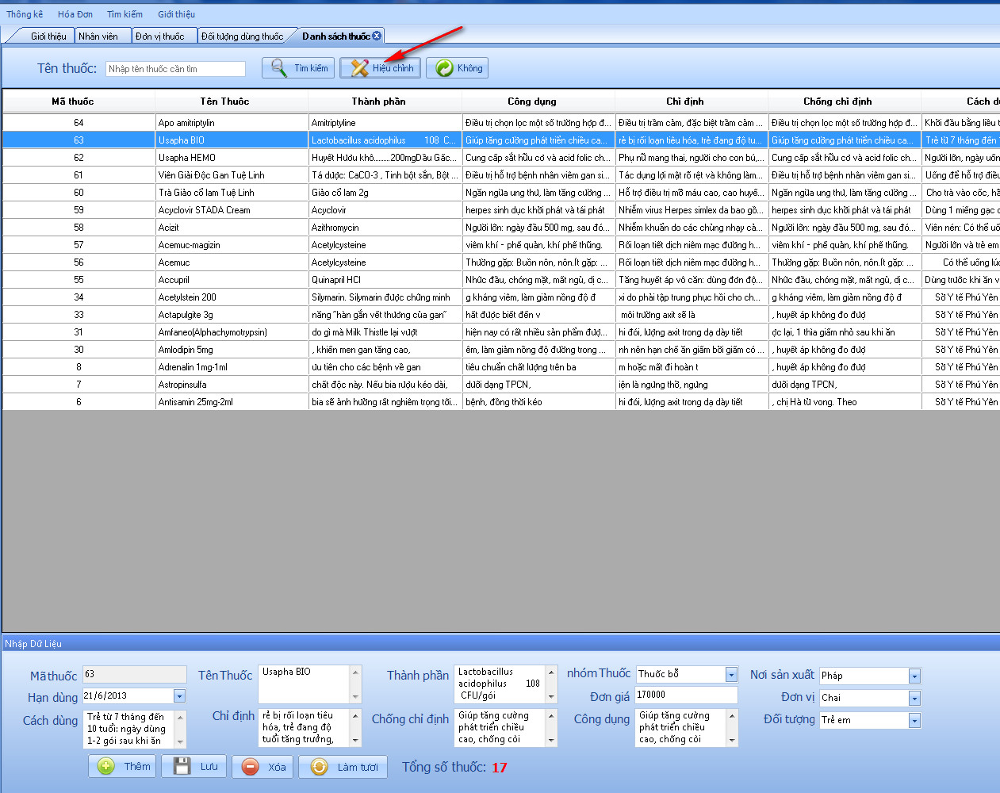 Thông kê Hóa Đơn Tìm kiếm Giới thiệu
Giới thiệu Nhân viên Đơn vị thuốc Đối tượng dùng thuốc Danh sách thuốc
Tên thuốc: Nhập tên thuốc cần tìm Tìm kiếm Hiệu chỉnh Không
Mã thuốc Tên Thuôc Thành phần Công dụng Chỉ định Chống chỉ định Cách d
64 Apo amitriptylin Amitriptyline Điều trị chọn lọc một số trường hợp đ... Điều trị trầm cảm, đặc biệt trầm cảm ... Điều trị chọn lọc một số trường hợp đ... Khởi đầu bằng liều t
63 Usapha BIO Lactobacillus acidophilus 108 C... Giúp tăng cường phát triển chiều ca... rẻ bị rối loạn tiêu hóa, trẻ đang độ tu... Giúp tăng cường phát triển chiều ca... Trẻ từ 7 tháng đến
62 Usapha HEMO Huyết Hươu khô..........200mgDầu Gấc... Cung cấp sắt hữu cơ và acid folic ch... Phụ nữ mang thai, người cho con bú,... Cung cấp sắt hữu cơ và acid folic ch... Người lớn, ngày uốn
61 Viên Giải Độc Gan Tuệ Linh Tá dược: CaCO-3 , Tinh bột sắn, Bột ... Điều trị hỗ trợ bệnh nhân viêm gan si... Tác dụng lợi mật rõ rệt và không làm... Điều trị hỗ trợ bệnh nhân viêm gan si... Uống để hỗ trợ điều
60 Trà Giảo cổ lam Tuệ Linh Giảo cổ lam 2g Ngăn ngừa ung thư, làm tăng cường ... Hỗ trợ điều trị mỡ máu cao, cao huyế... Ngăn ngừa ung thư, làm tăng cường ... Cho trà vào cốc, hã
59 Acyclovir STADA Cream Acyclovir herpes sinh dục khởi phát và tái phát Nhiễm virus Herpes simlex da bao gồ... herpes sinh dục khởi phát và tái phát Dùng 1 miếng gạc c
58 Acizit Azithromycin Người lớn: ngày đầu 500 mg, sau đó... Nhiễm khuẩn do các chủng nhạy cả... Người lớn: ngày đầu 500 mg, sau đó... Viên nén: Có thể uố
57 Acemuc-magizin Acetylcysteine viêm khí - phế quản, khí phế thũng. Rối loạn tiết dịch niêm mạc đường h... viêm khí - phế quản, khí phế thũng. Người lớn và trẻ em
56 Acemuc Acetylcysteine Thường gặp: Buồn nôn, nôn.Ít gặp: ... Rối loạn tiết dịch niêm mạc đường h... Thường gặp: Buồn nôn, nôn.Ít gặp: ... Có thể uống lúc
55 Accupril Quinapril HCl Nhức đầu, chóng mặt, mất ngủ, dị c... Tăng huyết áp vô căn: dùng đơn độ... Nhức đầu, chóng mặt, mất ngủ, dị c... Dùng trước khi ăn v
34 Acetylstein 200 Silymarin. Silymarin được chứng minh g kháng viêm, làm giảm nồng độ đ xi do phải tập trung phục hồi cho ch... g kháng viêm, làm giảm nồng độ đ Sở Y tế Phú Yên
33 Actapulgite 3g năng "hàn gắn vết thương của gan" hất được biết đến v môi trường axit sẽ là , huyết áp không đo đượ Sở Y tế Phú Yên
31 Amfaneo(Alphachymotrypsin) do gì mà Milk Thistle lại vượt hiện nay có rất nhiều sản phẩm đượ... hi đói, lượng axit trong dạ dày tiết ợc lại, 1 thìa giấm nhỏ sau khi ăn Sở Y tế Phú Yên
30 Amlodipin 5mg , khiến men gan tăng cao, êm, làm giảm nồng độ đường trong ... nh nên hạn chế ăn giấm bởi giấm có ... , huyết áp không đo đượ Sở Y tế Phú Yên
8 Adrenalin 1mg-1ml ưu tiên cho các bệnh về gan tiêu chuẩn chất lượng trên ba m hoặc mất đi hoàn t , huyết áp không đo đượ Sở Y tế Phú Yên
7 Astropinsulfa chất độc này. Nếu bia rượu kéo dài, dưới dạng TPCN, iện là ngưng thở, ngưng dưới dạng TPCN, Sở Y tế Phú Yên
6 Antisamin 25mg-2ml bia sẽ ảnh hưởng rất nghiêm trọng tới... bệnh, đồng thời kéo hi đói, lượng axit trong dạ dày tiết , chị Hà tử vong. Theo Sở Y tế Phú Yên
Nhập Dữ Liệu
Mã thuốc 63 Tên Thuốc Usapha BIO Thành phần Lactobacillus acidophilus 108 CFU/gói nhóm Thuốc Thuốc bổ Nơi sản xuất Pháp
Hạn dùng 21/6/2013 Đơn giá 170000 Đơn vị Chai
Cách dùng Trẻ từ 7 tháng đến 10 tuổi: ngày dùng 1-2 gói sau khi ăn Chỉ định rẻ bị rối loạn tiêu hóa, trẻ đang độ tuổi tăng trưởng, Chống chỉ định Giúp tăng cường phát triển chiều cao, chống còi Công dụng Giúp tăng cường phát triển chiều cao, chống còi Đối tượng Trẻ em
Thêm Lưu Xóa Làm tươi Tổng số thuốc: 17